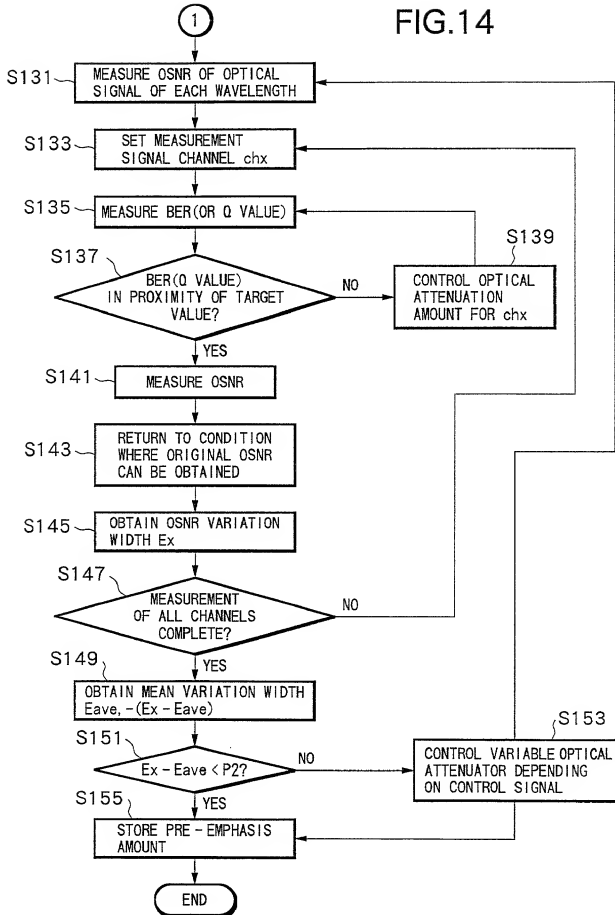 FIG.14
1
S131
MEASURE OSNR OF OPTICAL
SIGNAL OF EACH WAVELENGTH
S133
SET MEASUREMENT
SIGNAL CHANNEL chx
S135
MEASURE BER(OR Q VALUE)
S137
BER(Q VALUE)
IN PROXIMITY OF TARGET
VALUE?
NO
S139
CONTROL OPTICAL
ATTENUATION
AMOUNT FOR chx
YES
S141
MEASURE OSNR
S143
RETURN TO CONDITION
WHERE ORIGINAL OSNR
CAN BE OBTAINED
S145
OBTAIN OSNR VARIATION
WIDTH Ex
S147
MEASUREMENT
OF ALL CHANNELS
COMPLETE?
NO
YES
S149
OBTAIN MEAN VARIATION WIDTH
Eave, -(Ex-Eave)
S151
Ex-Eave<P2?
NO
S153
CONTROL VARIABLE OPTICAL
ATTENUATOR DEPENDING
ON CONTROL SIGNAL
YES
S155
STORE PRE-EMPHASIS
AMOUNT
END